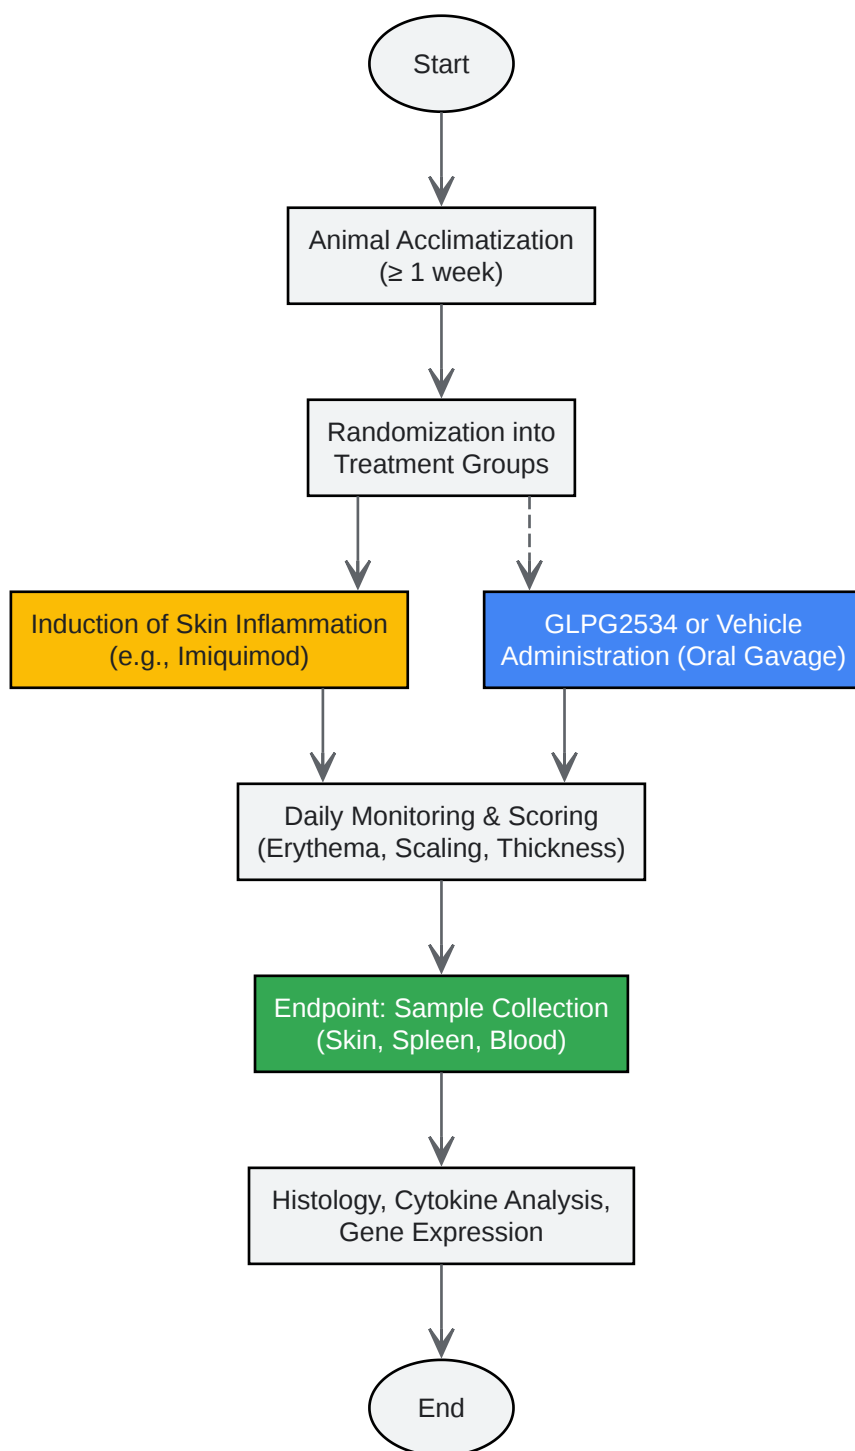 Start
Animal Acclimatization
(≥ 1 week)
Randomization into
Treatment Groups
Induction of Skin Inflammation
(e.g., Imiquimod)
GLPG2534 or Vehicle
Administration (Oral Gavage)
Daily Monitoring & Scoring
(Erythema, Scaling, Thickness)
Endpoint: Sample Collection
(Skin, Spleen, Blood)
Histology, Cytokine Analysis,
Gene Expression
End